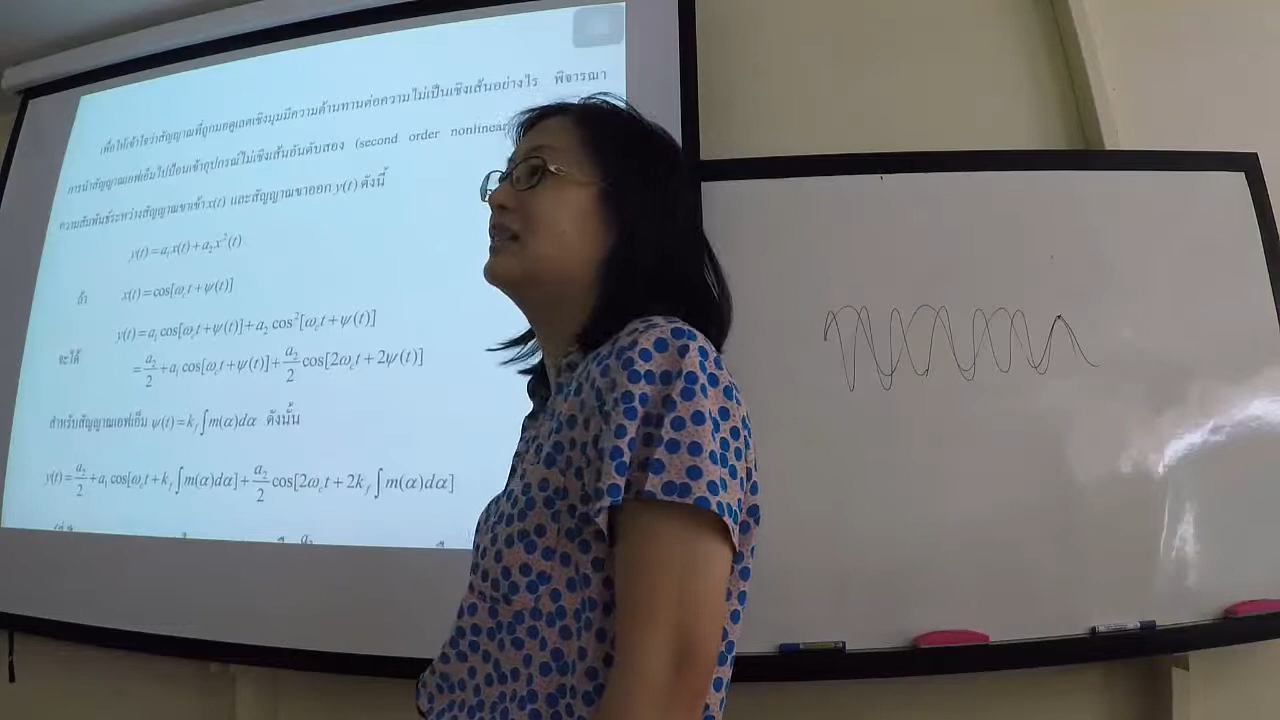 เพื่อให้เข้าใจว่าสัญญาณที่ถูกมอดูเลตเชิงมุมมีความต้านทานต่อความไม่เป็นเชิงเส้นอย่างไร พิจารณา
การนำสัญญาณเอฟเอ็มไปป้อนเข้าอุปกรณ์ไม่เชิงเส้นอันดับสอง (second order nonlinear
ความสัมพันธ์ระหว่างสัญญาณขาเข้า x(t) และสัญญาณขาออก y(t) ดังนี้
y(t) = a₁x(t) + a₂x²(t)
ถ้า x(t) = cos[ω_c t + ψ(t)]
y(t) = a₁ cos[ω_c t + ψ(t)] + a₂ cos²[ω_c t + ψ(t)]
จะได้ = a₂/2 + a₁ cos[ω_c t + ψ(t)] + a₂/2 cos[2ω_c t + 2ψ(t)]
สำหรับสัญญาณเอฟเอ็ม ψ(t) = k_f ∫ m(α)dα ดังนั้น
y(t) = a₂/2 + a₁ cos[ω_c t + k_f ∫ m(α)dα] + a₂/2 cos[2ω_c t + 2k_f ∫ m(α)dα]